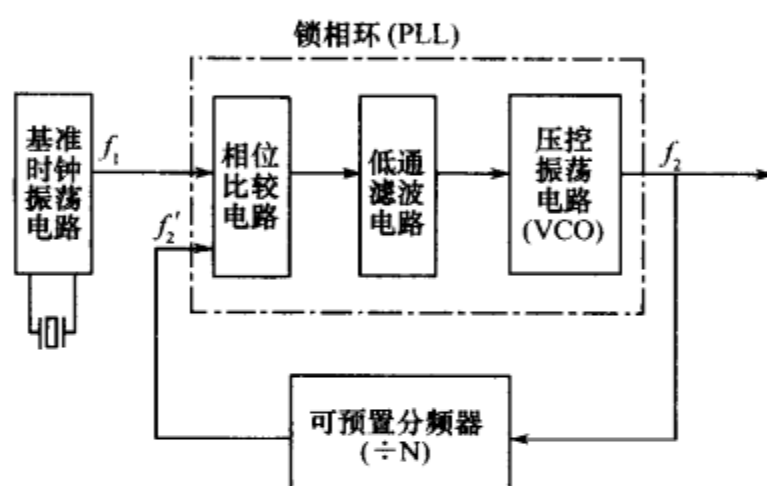 锁相环(PLL)
基准
时钟
振荡
电路
f₁
f₂′
相位
比较
电路
低通
滤波
电路
压控
振荡
电路
(VCO)
f₂
可预置分频器
(÷N)